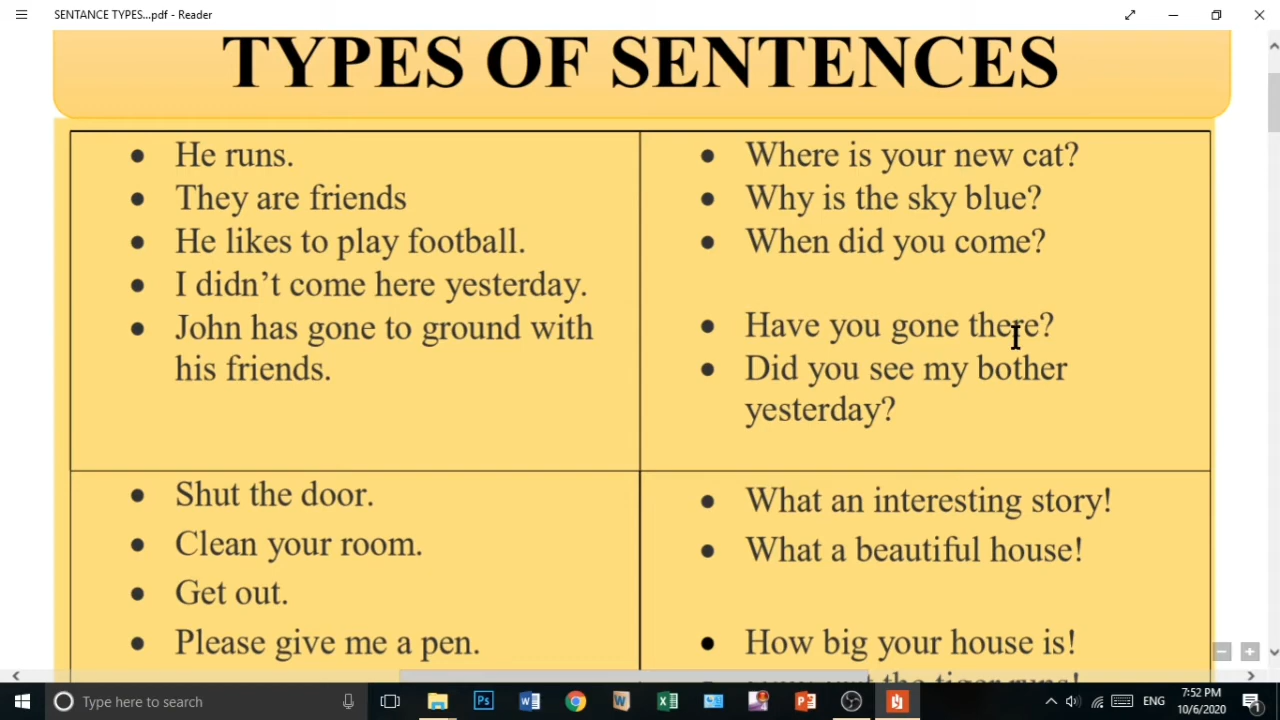 SENTANCE TYPES...pdf - Reader
TYPES OF SENTENCES
He runs.
They are friends
He likes to play football.
I didn’t come here yesterday.
John has gone to ground with
his friends.
Where is your new cat?
Why is the sky blue?
When did you come?
Have you gone there?
Did you see my bother
yesterday?
Shut the door.
Clean your room.
Get out.
Please give me a pen.
What an interesting story!
What a beautiful house!
How big your house is!
the tiger runs!
Type here to search
ENG
7:52 PM
10/6/2020